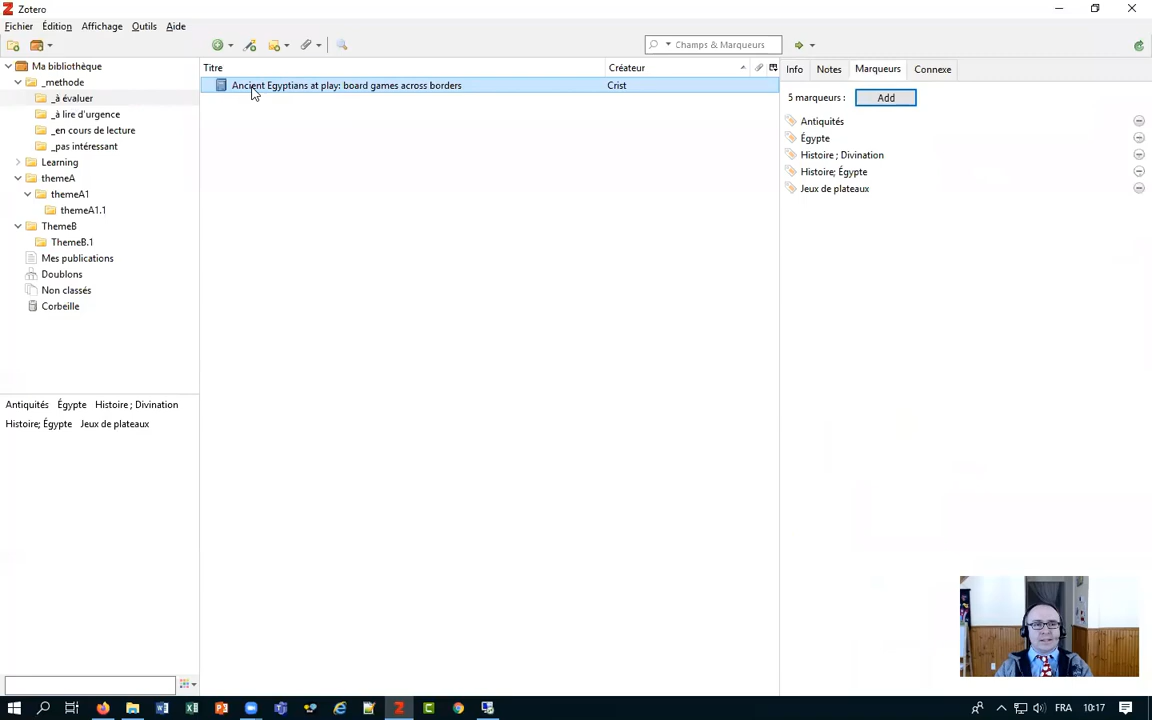 Zotero
Fichier Édition Affichage Outils Aide
Champs & Marqueurs
Ma bibliothèque
_methode
_à évaluer
_à lire d'urgence
_en cours de lecture
_pas intéressant
Learning
themeA
themeA1
themeA1.1
ThemeB
ThemeB.1
Mes publications
Doublons
Non classés
Corbeille
Antiquités Égypte Histoire ; Divination
Histoire; Égypte Jeux de plateaux
Titre Créateur
Ancient Egyptians at play: board games across borders Crist
Info Notes Marqueurs Connexe
5 marqueurs : Add
Antiquités
Égypte
Histoire ; Divination
Histoire; Égypte
Jeux de plateaux
FRA 10:17